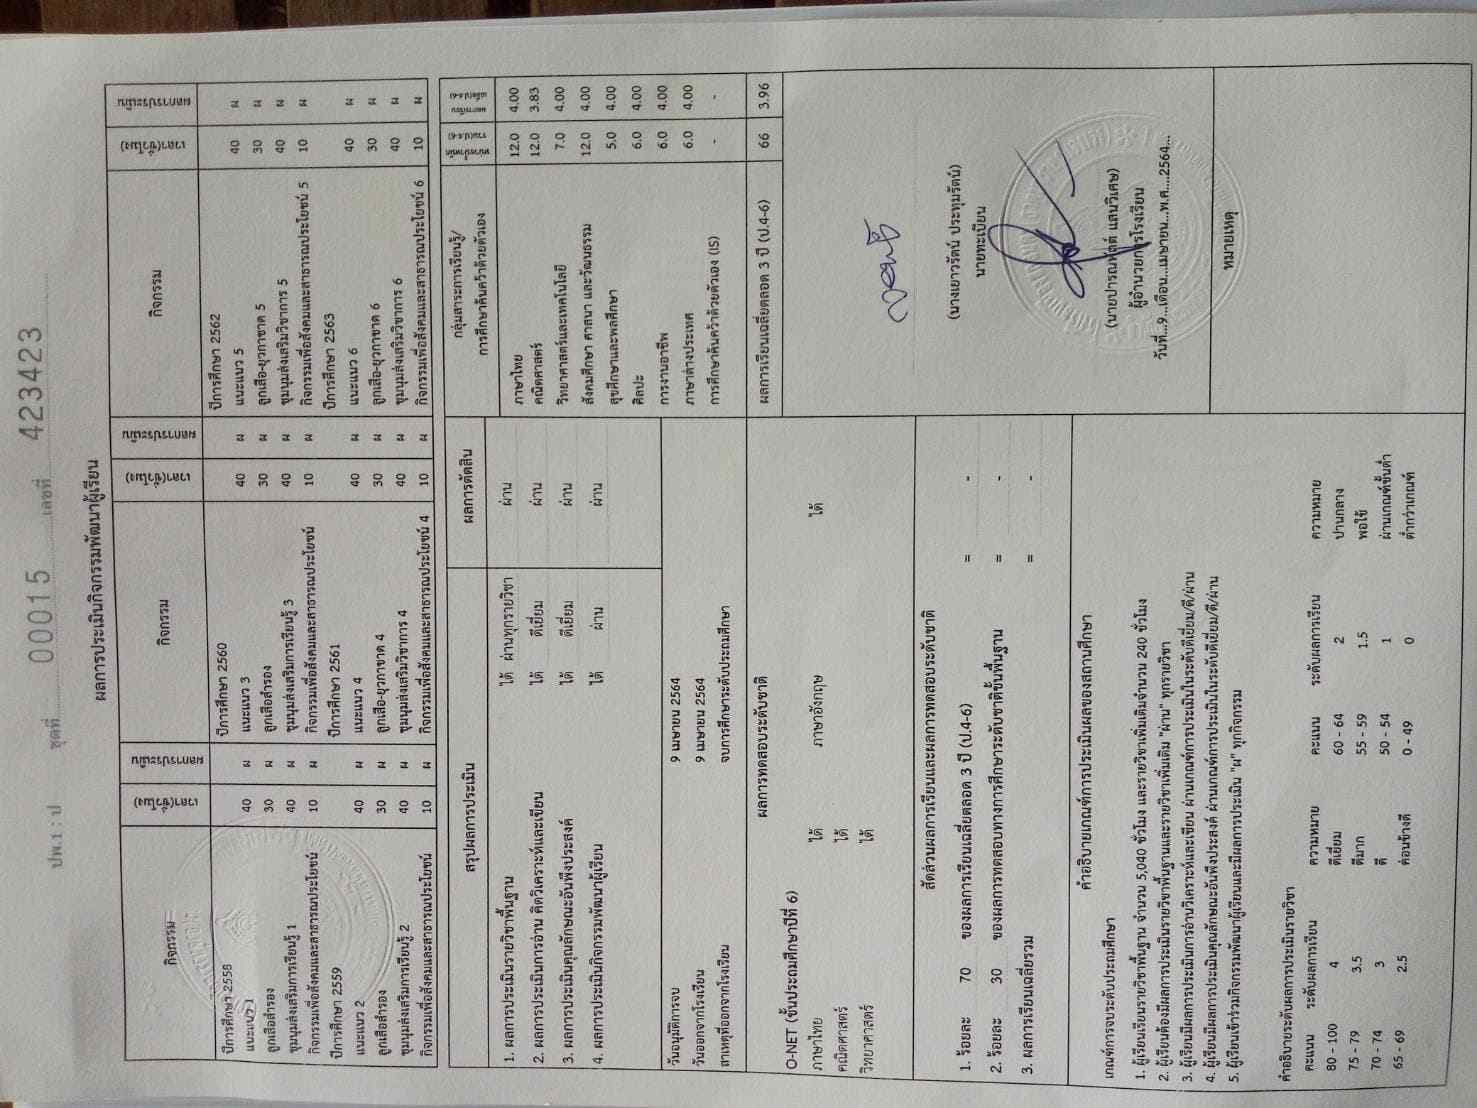 ปพ.1 : ป ชุดที่ 00015 เลขที่ 423423
ผลการประเมินกิจกรรมพัฒนาผู้เรียน
กิจกรรม เวลา(ชั่วโมง) ผลการประเมิน กิจกรรม เวลา(ชั่วโมง) ผลการประเมิน กิจกรรม เวลา(ชั่วโมง) ผลการประเมิน
ปีการศึกษา 2558 ปีการศึกษา 2560 ปีการศึกษา 2562
แนะแนว 1 40 ผ แนะแนว 3 40 ผ แนะแนว 5 40 ผ
ลูกเสือสำรอง 30 ผ ลูกเสือสำรอง 30 ผ ลูกเสือ-ยุวกาชาด 5 30 ผ
ชุมนุมส่งเสริมการเรียนรู้ 1 40 ผ ชุมนุมส่งเสริมการเรียนรู้ 3 40 ผ ชุมนุมส่งเสริมวิชาการ 5 40 ผ
กิจกรรมเพื่อสังคมและสาธารณประโยชน์ 10 ผ กิจกรรมเพื่อสังคมและสาธารณประโยชน์ 10 ผ กิจกรรมเพื่อสังคมและสาธารณประโยชน์ 5 10 ผ
ปีการศึกษา 2559 ปีการศึกษา 2561 ปีการศึกษา 2563
แนะแนว 2 40 ผ แนะแนว 4 40 ผ แนะแนว 6 40 ผ
ลูกเสือสำรอง 30 ผ ลูกเสือ-ยุวกาชาด 4 30 ผ ลูกเสือ-ยุวกาชาด 6 30 ผ
ชุมนุมส่งเสริมการเรียนรู้ 2 40 ผ ชุมนุมส่งเสริมวิชาการ 4 40 ผ ชุมนุมส่งเสริมวิชาการ 6 40 ผ
กิจกรรมเพื่อสังคมและสาธารณประโยชน์ 10 ผ กิจกรรมเพื่อสังคมและสาธารณประโยชน์ 4 10 ผ กิจกรรมเพื่อสังคมและสาธารณประโยชน์ 6 10 ผ
สรุปผลการประเมิน ผลการตัดสิน
1. ผลการประเมินรายวิชาพื้นฐาน ได้ ผ่านทุกรายวิชา ผ่าน
2. ผลการประเมินการอ่าน คิดวิเคราะห์และเขียน ได้ ดีเยี่ยม ผ่าน
3. ผลการประเมินคุณลักษณะอันพึงประสงค์ ได้ ดีเยี่ยม ผ่าน
4. ผลการประเมินกิจกรรมพัฒนาผู้เรียน ได้ ผ่าน ผ่าน
วันอนุมัติการจบ 9 เมษายน 2564
วันออกจากโรงเรียน 9 เมษายน 2564
สาเหตุที่ออกจากโรงเรียน จบการศึกษาระดับประถมศึกษา
ผลการทดสอบระดับชาติ
O-NET (ชั้นประถมศึกษาปีที่ 6)
ภาษาไทย ได้ ภาษาอังกฤษ ได้
คณิตศาสตร์ ได้
วิทยาศาสตร์ ได้
สัดส่วนผลการเรียนและผลการทดสอบระดับชาติ
1. ร้อยละ 70 ของผลการเรียนเฉลี่ยตลอด 3 ปี (ป.4-6) = -
2. ร้อยละ 30 ของผลการทดสอบทางการศึกษาระดับชาติขั้นพื้นฐาน = -
3. ผลการเรียนเฉลี่ยรวม = -
คำอธิบายเกณฑ์การประเมินผลของสถานศึกษา
เกณฑ์การจบระดับประถมศึกษา
1. ผู้เรียนเรียนรายวิชาพื้นฐาน จำนวน 5,040 ชั่วโมง และรายวิชาเพิ่มเติมจำนวน 240 ชั่วโมง
2. ผู้เรียนต้องมีผลการประเมินรายวิชาพื้นฐานและรายวิชาเพิ่มเติม "ผ่าน" ทุกรายวิชา
3. ผู้เรียนมีผลการประเมินการอ่านวิเคราะห์และเขียน ผ่านเกณฑ์การประเมินในระดับดีเยี่ยม/ดี/ผ่าน
4. ผู้เรียนมีผลการประเมินคุณลักษณะอันพึงประสงค์ ผ่านเกณฑ์การประเมินในระดับดีเยี่ยม/ดี/ผ่าน
5. ผู้เรียนเข้าร่วมกิจกรรมพัฒนาผู้เรียนและมีผลการประเมิน "ผ" ทุกกิจกรรม
คำอธิบายระดับผลการประเมินรายวิชา
คะแนน ระดับผลการเรียน ความหมาย คะแนน ระดับผลการเรียน ความหมาย
80 - 100 4 ดีเยี่ยม 60 - 64 2 ปานกลาง
75 - 79 3.5 ดีมาก 55 - 59 1.5 พอใช้
70 - 74 3 ดี 50 - 54 1 ผ่านเกณฑ์ขั้นต่ำ
65 - 69 2.5 ค่อนข้างดี 0 - 49 0 ต่ำกว่าเกณฑ์
กลุ่มสาระการเรียนรู้/
การศึกษาค้นคว้าด้วยตัวเอง
หน่วยน้ำหนัก
รวม(ป.4-6)
ผลการเรียน
เฉลี่ย(ป.4-6)
ภาษาไทย 12.0 4.00
คณิตศาสตร์ 12.0 3.83
วิทยาศาสตร์และเทคโนโลยี 7.0 4.00
สังคมศึกษา ศาสนา และวัฒนธรรม 12.0 4.00
สุขศึกษาและพลศึกษา 5.0 4.00
ศิลปะ 6.0 4.00
การงานอาชีพ 6.0 4.00
ภาษาต่างประเทศ 6.0 4.00
การศึกษาค้นคว้าด้วยตัวเอง (IS) - -
ผลการเรียนเฉลี่ยตลอด 3 ปี (ป.4-6) 66 3.96
(นางเยาวรัตน์ ประทุมรัตน์)
นายทะเบียน
แสนวิเศษ)
ผู้อำนวยการโรงเรียน
วันที่...9...เดือน...เมษายน...พ.ศ....2564...
หมายเหตุ